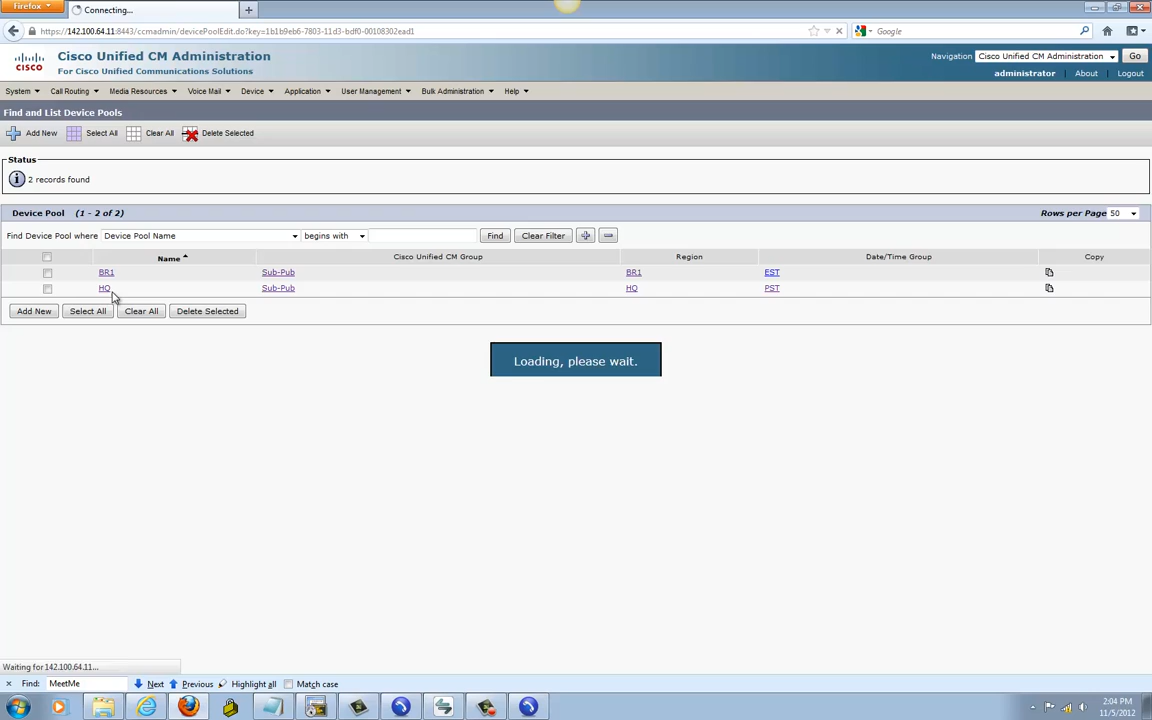 Firefox
Connecting...
https://142.100.64.11:8443/ccmadmin/devicePoolEdit.do?key=1b1b9eb6-7803-11d3-bdf0-00108302ead1
Google
cisco
Cisco Unified CM Administration
For Cisco Unified Communications Solutions
Navigation Cisco Unified CM Administration Go
administrator About Logout
System Call Routing Media Resources Voice Mail Device Application User Management Bulk Administration Help
Find and List Device Pools
Add New Select All Clear All Delete Selected
Status
2 records found
Device Pool (1 - 2 of 2) Rows per Page 50
Find Device Pool where Device Pool Name begins with Find Clear Filter
Name Cisco Unified CM Group Region Date/Time Group Copy
BR1 Sub-Pub BR1 EST
HQ Sub-Pub HQ PST
Add New Select All Clear All Delete Selected
Loading, please wait.
Waiting for 142.100.64.11...
Find: MeetMe Next Previous Highlight all Match case
2:04 PM
11/5/2012